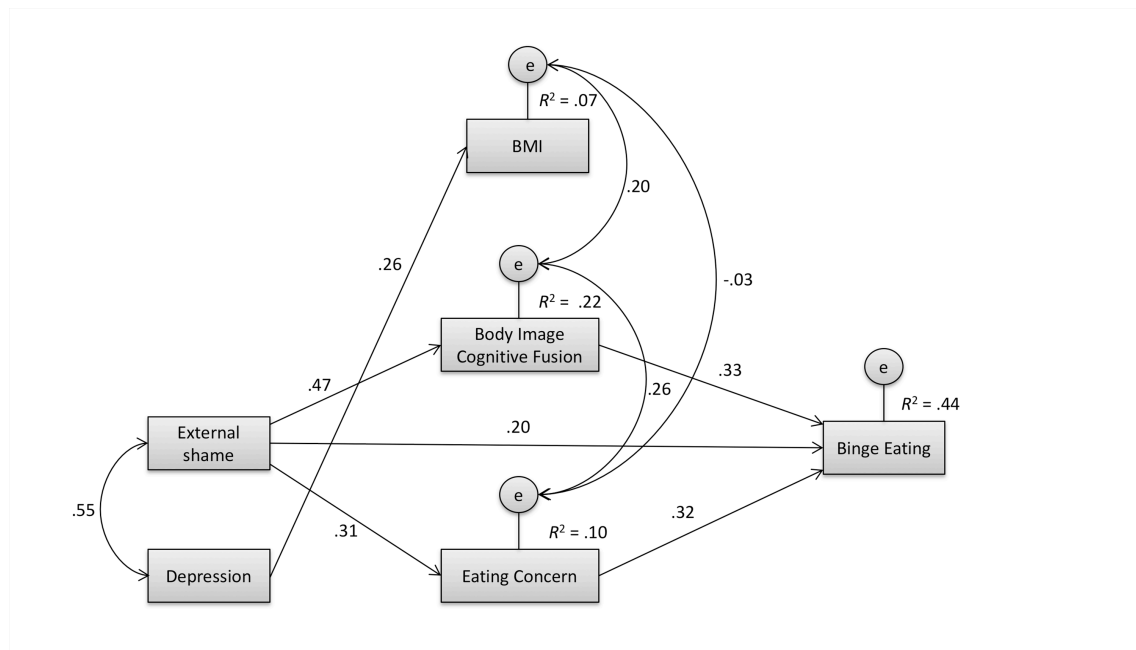 e
R² = .07
BMI
.20
.26
e
-.03
R² = .22
Body Image
Cognitive Fusion
.33
e
.47
.26
R² = .44
External
shame
.20
Binge Eating
e
.55
.31
R² = .10
.32
Depression
Eating Concern